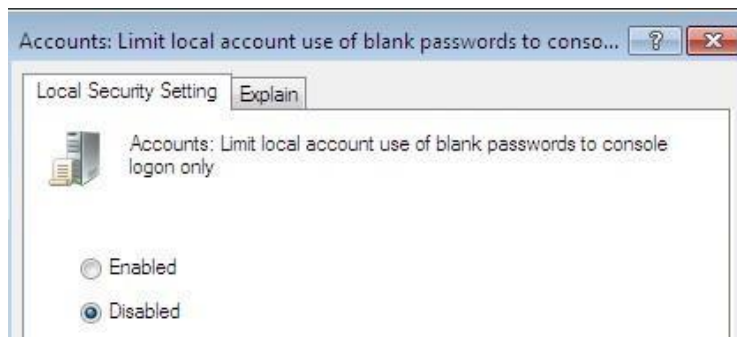 Accounts: Limit local account use of blank passwords to conso...
Local Security Setting Explain
Accounts: Limit local account use of blank passwords to console
logon only
Enabled
Disabled